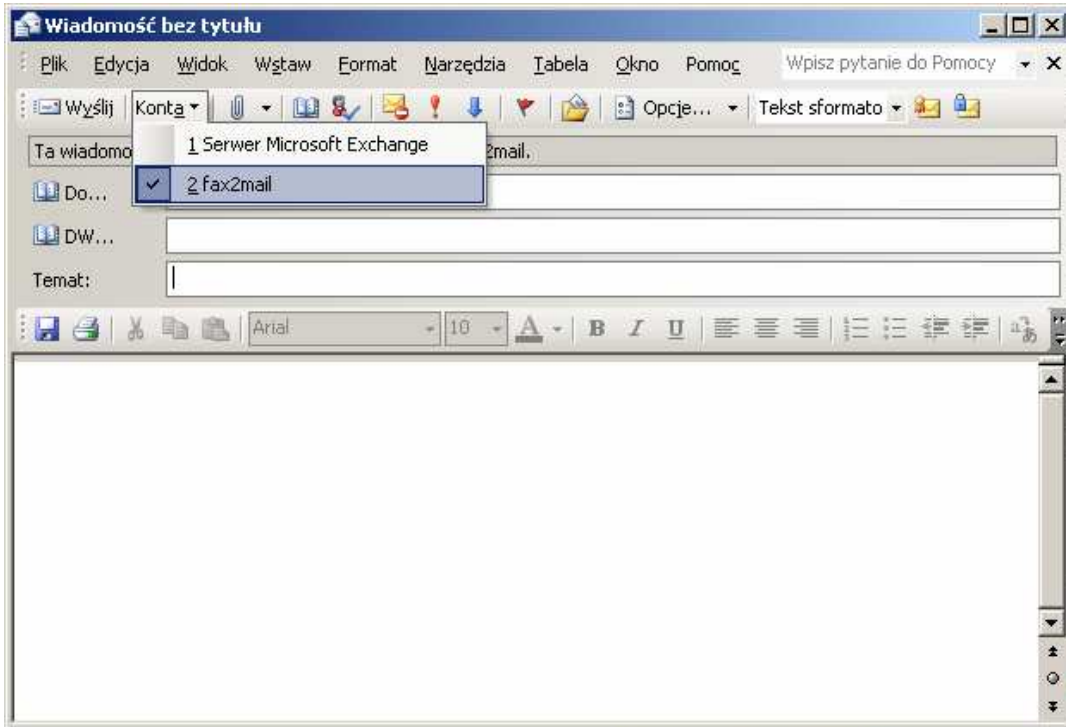 Wiadomość bez tytułu
Plik Edycja Widok Wstaw Format Narzędzia Tabela Okno Pomoc Wpisz pytanie do Pomocy
Wyślij Konta Opcje... Tekst sformato
1 Serwer Microsoft Exchange
Ta wiadomo 2mail.
2 fax2mail
Do...
DW...
Temat:
Arial 10 A B I U